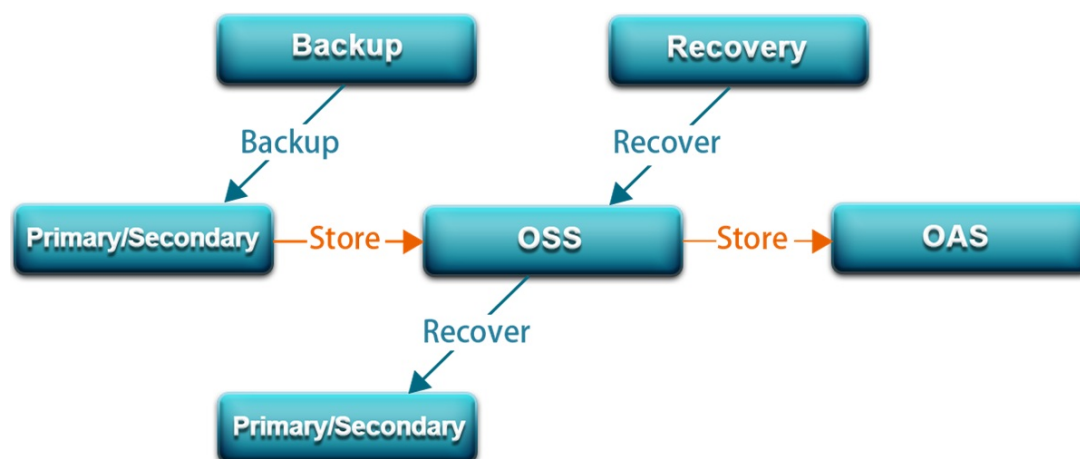 Backup
Recovery
Backup
Recover
Primary/Secondary
Store
OSS
Store
OAS
Recover
Primary/Secondary